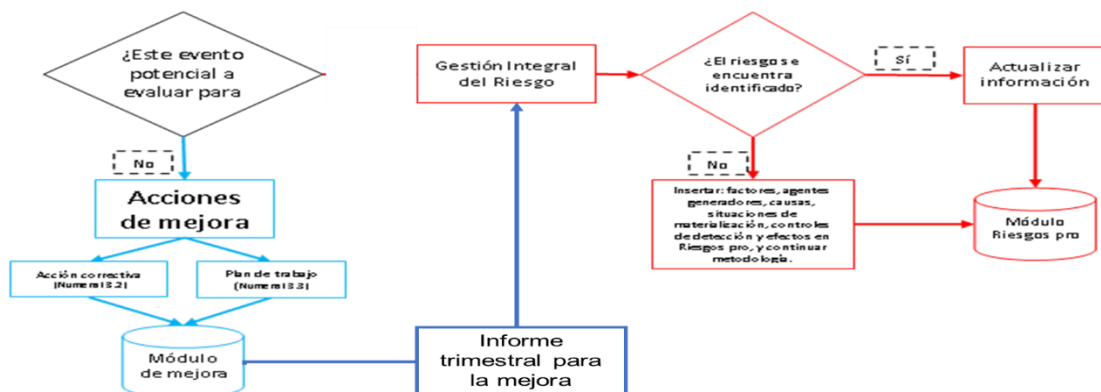 ¿Este evento
potencial a
evaluar para
No
Acciones
de mejora
Acción correctiva
(Numeral 3.2)
Plan de trabajo
(Numeral 3.3)
Módulo
de mejora
Informe
trimestral para
la mejora
Gestión Integral
del Riesgo
¿El riesgo se
encuentra
identificado?
Sí
Actualizar
información
No
Insertar: factores, agentes
generadores, causas,
situaciones de
materialización, controles
de detección y efectos en
Riesgos pro, y continuar
metodología.
Módulo
Riesgos pro